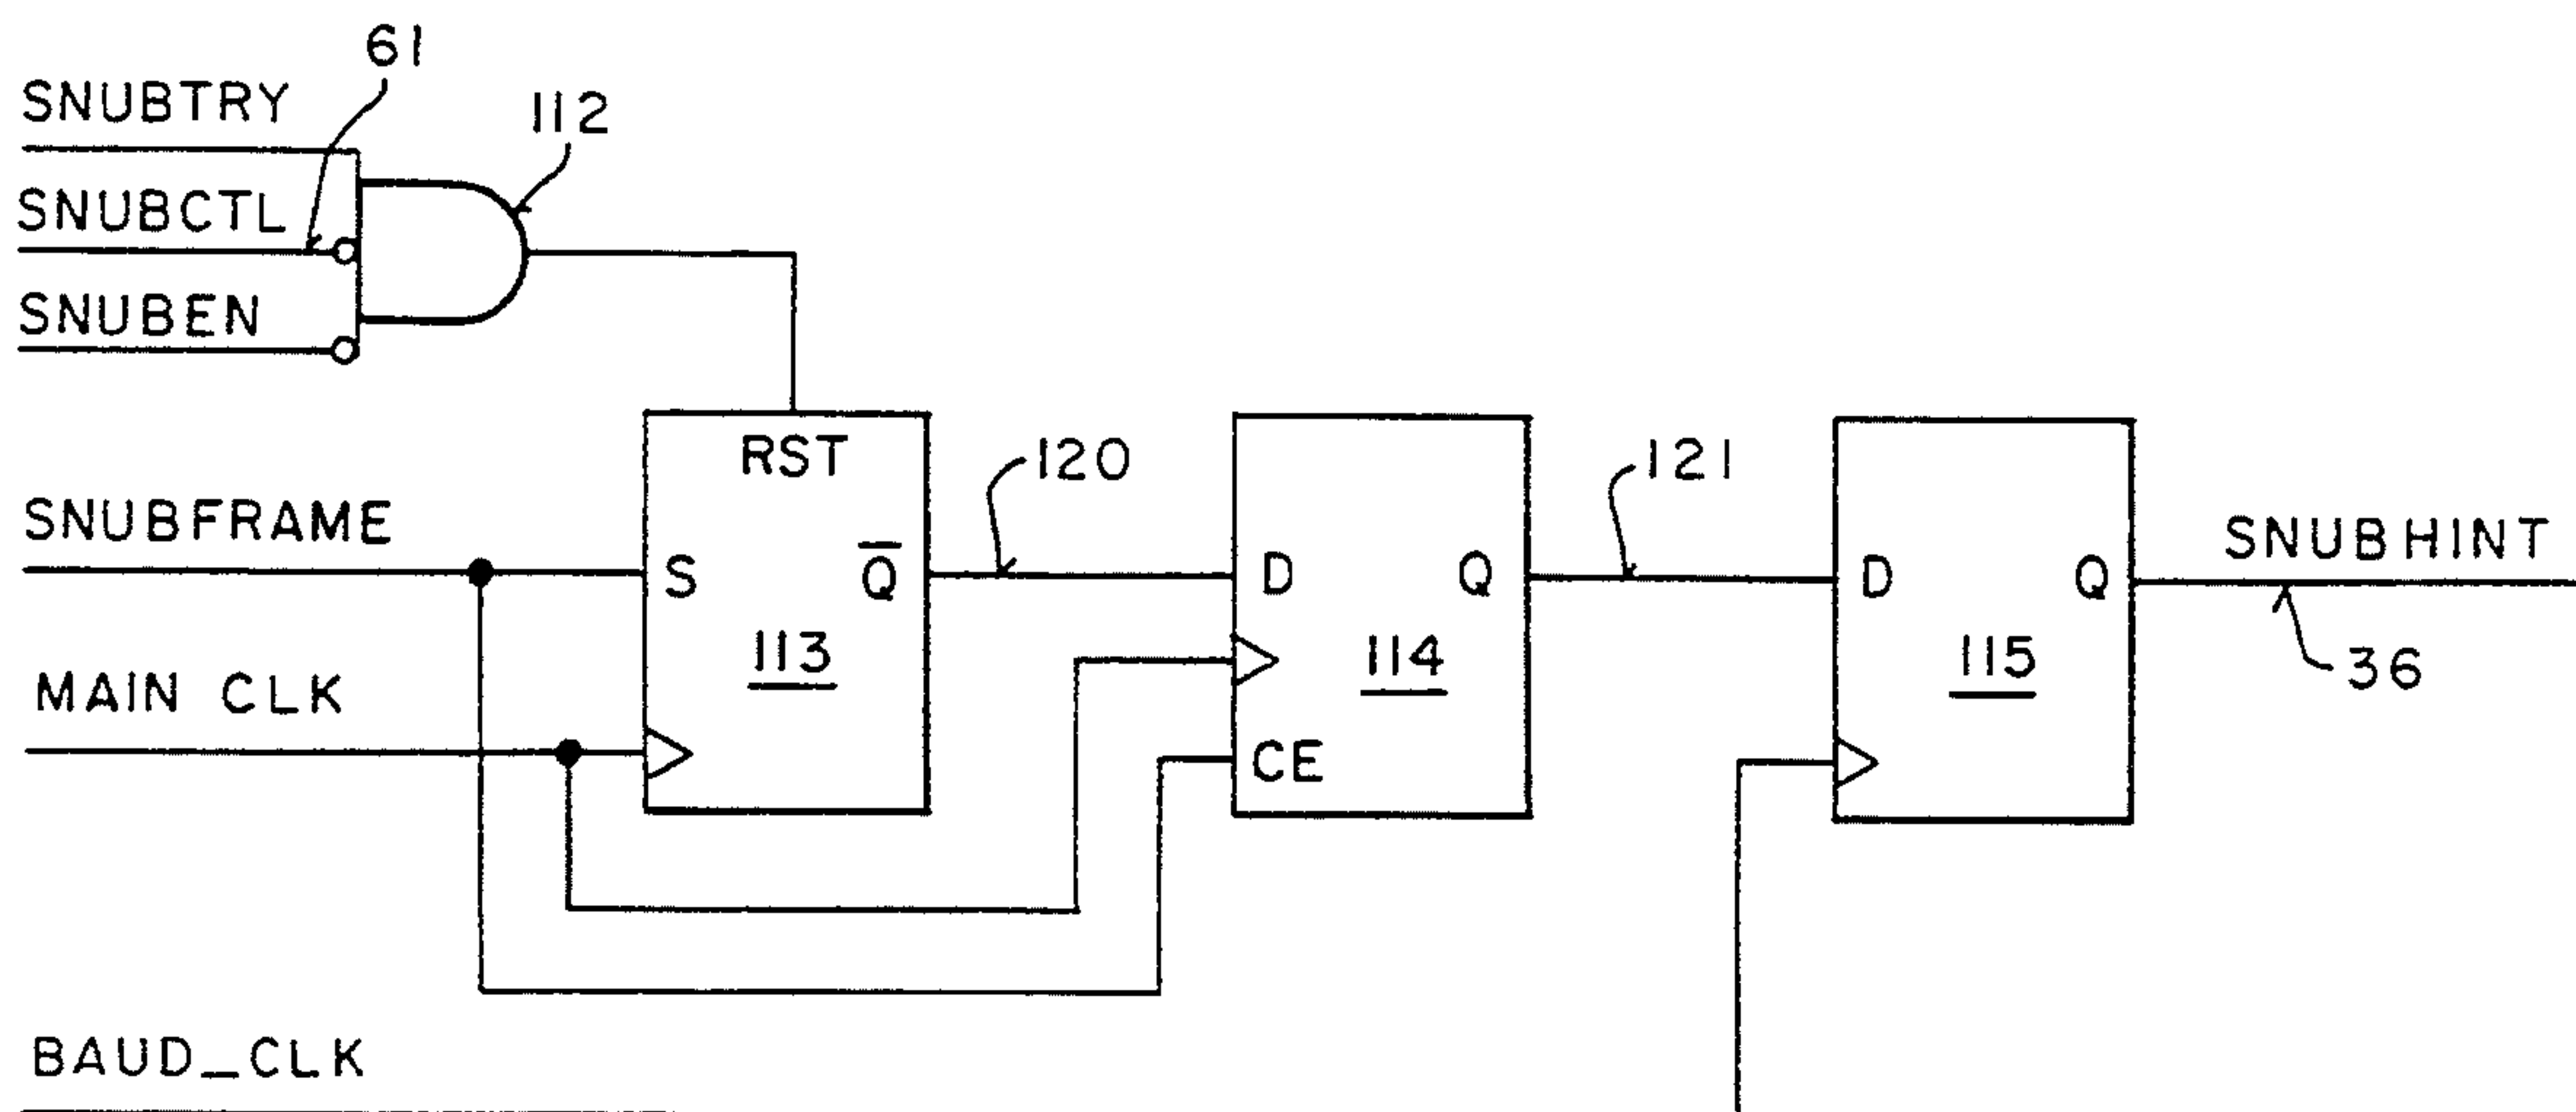 61
SNUBTRY
112
SNUBCTL
SNUBEN
RST
120
121
SNUBFRAME
SNUBHINT
S
Q̅
D
Q
D
Q
113
114
115
36
MAIN CLK
CE
BAUD_CLK